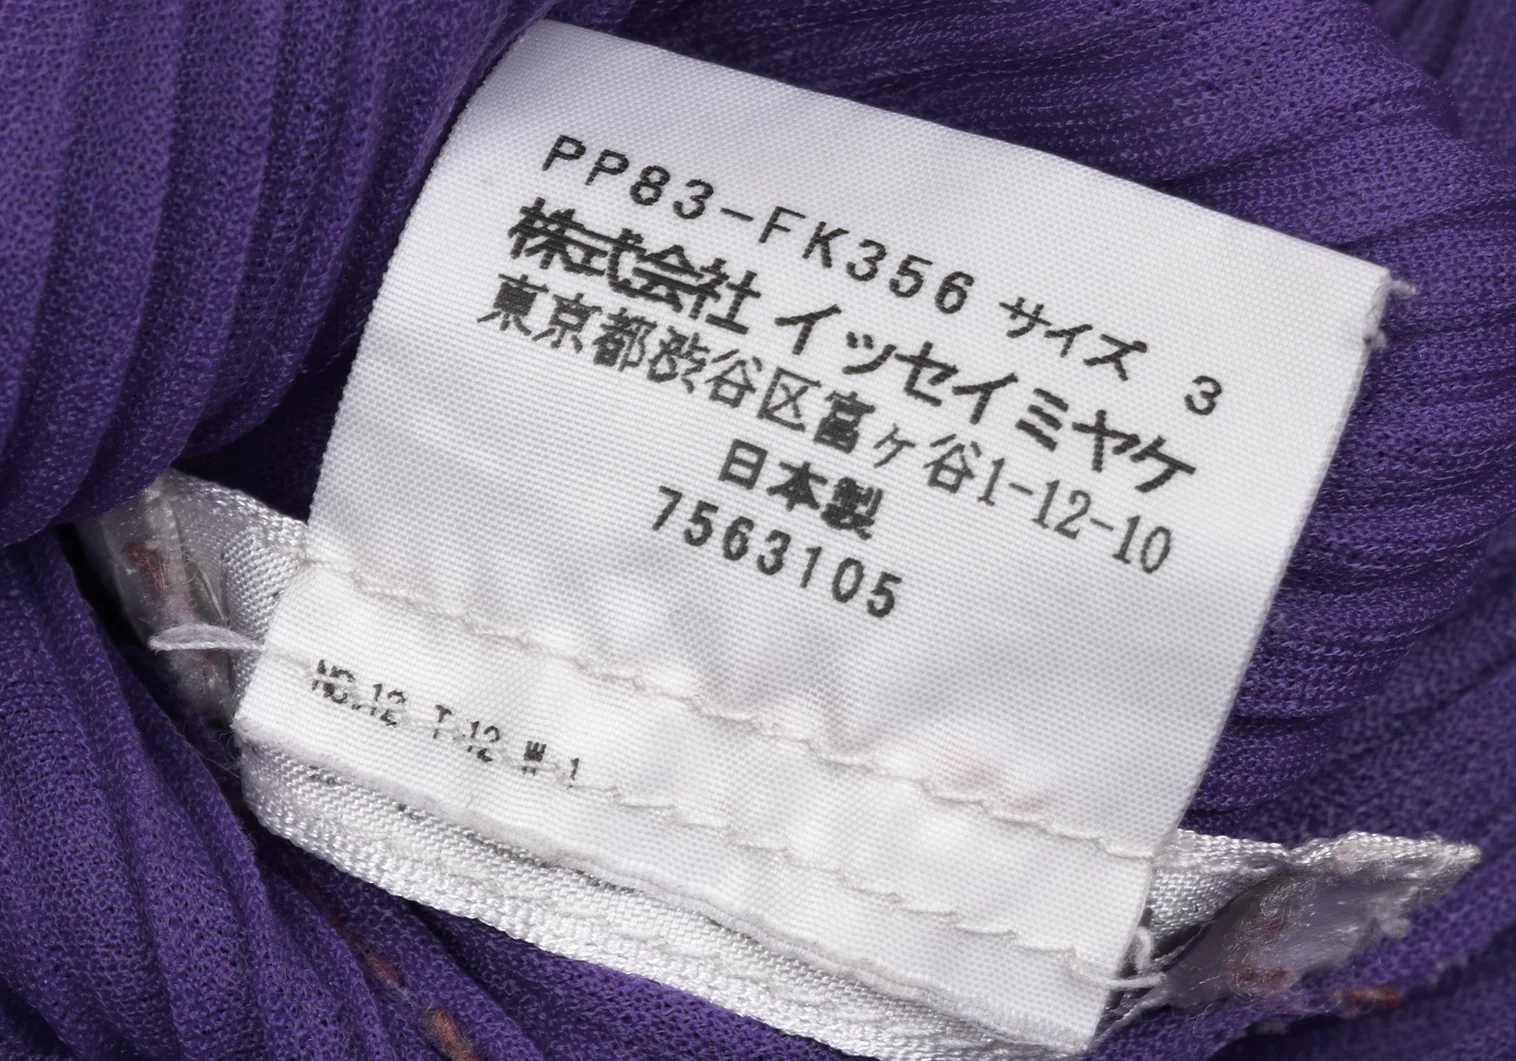 PP83-FK356 サイズ 3
株式会社 イッセイミヤケ
東京都渋谷区富ヶ谷1-12-10
日本製
7563105
NO.12 T-12 W-1